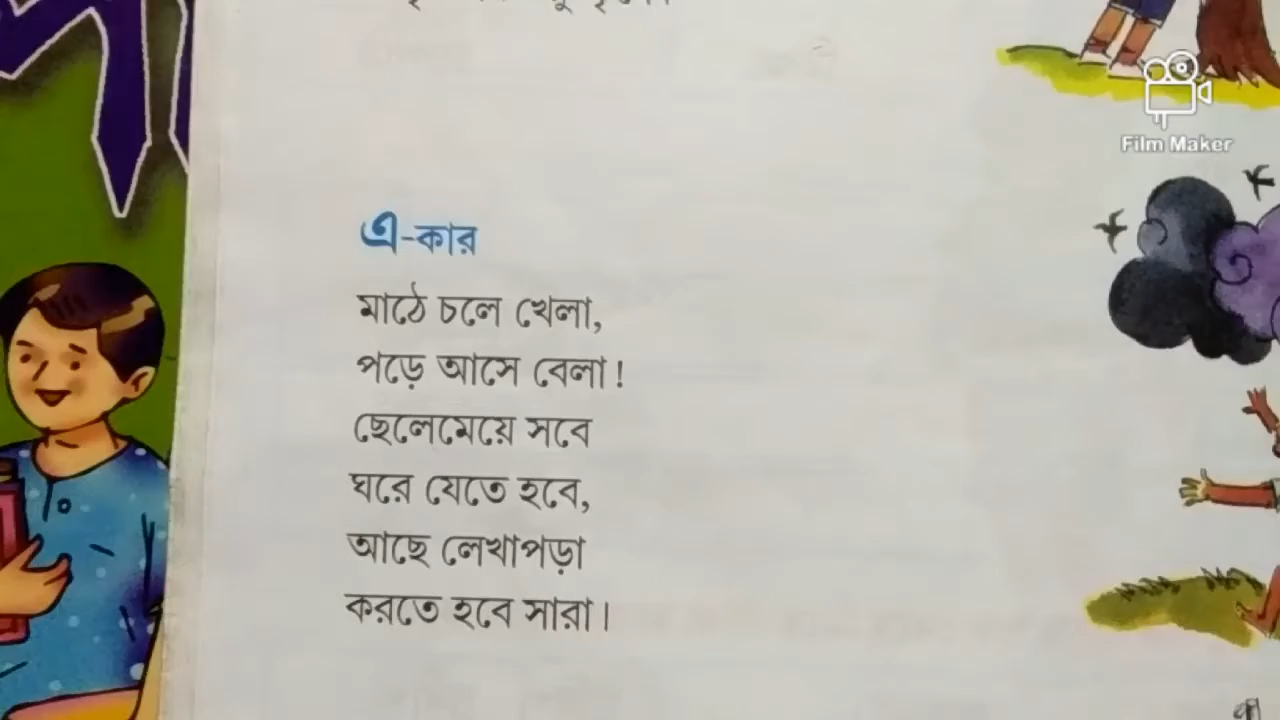 Film Maker
এ-কার
মাঠে চলে খেলা,
পড়ে আসে বেলা!
ছেলেমেয়ে সবে
ঘরে যেতে হবে,
আছে লেখাপড়া
করতে হবে সারা।